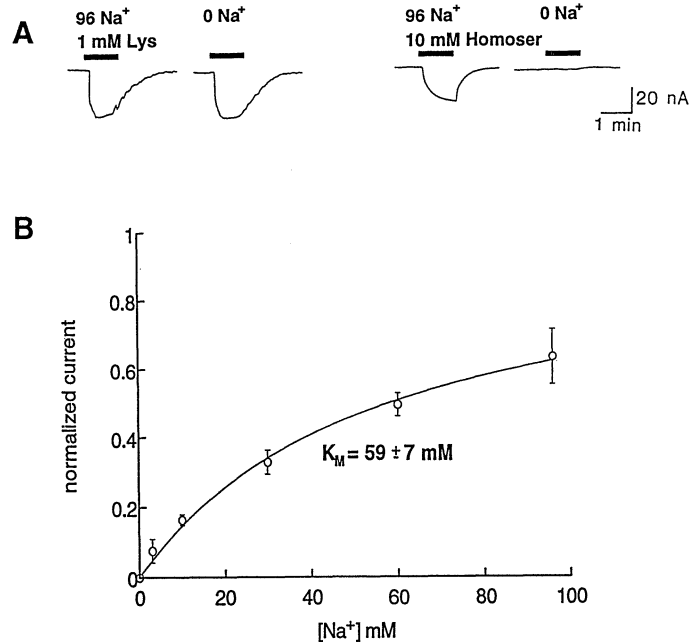 A
96 Na+
1 mM Lys
0 Na+
96 Na+
10 mM Homoser
0 Na+
20 nA
1 min
B
normalized current
1
0.8
0.6
0.4
0.2
0
KM = 59 ± 7 mM
0 20 40 60 80 100
[Na+] mM